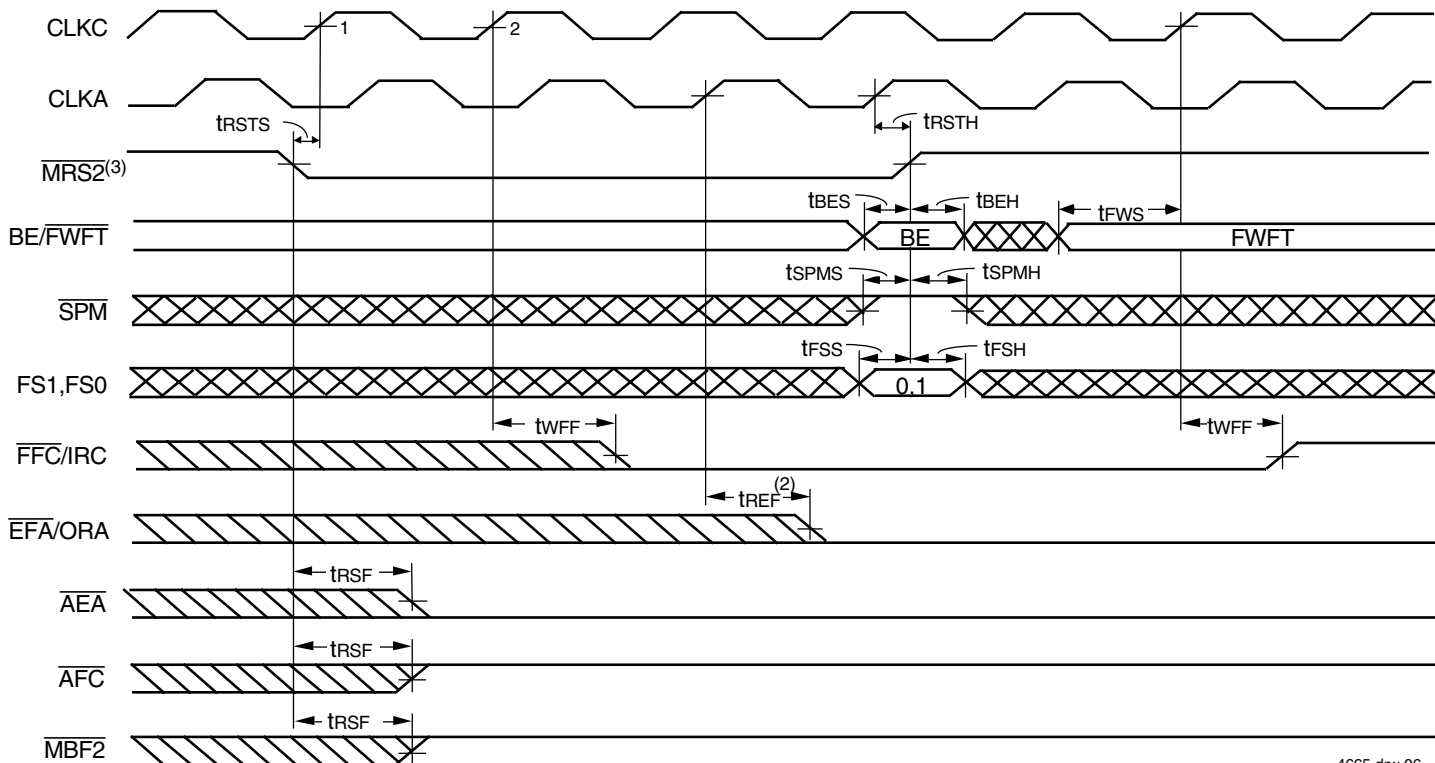 CLKC
1
2
CLKA
tRSTS
tRSTH
MRS2(3)
tBES
tBEH
tFWS
BE/FWFT
BE
FWFT
tSPMS
tSPMH
SPM
tFSS
tFSH
FS1,FS0
0,1
tWFF
tWFF
FFC/IRC
tREF(2)
EFA/ORA
tRSF
AEA
tRSF
AFC
tRSF
MBF2